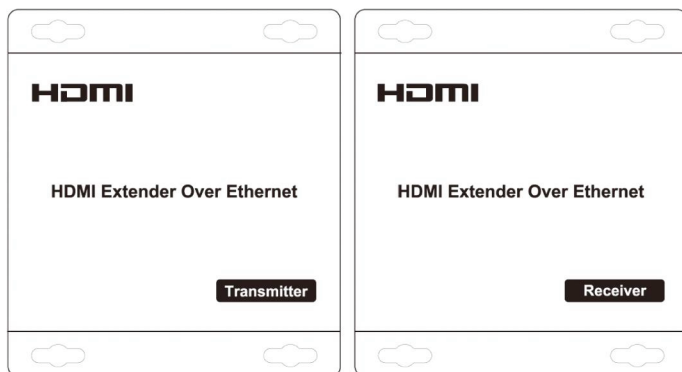 HDMI
HDMI Extender Over Ethernet
Transmitter
HDMI
HDMI Extender Over Ethernet
Receiver